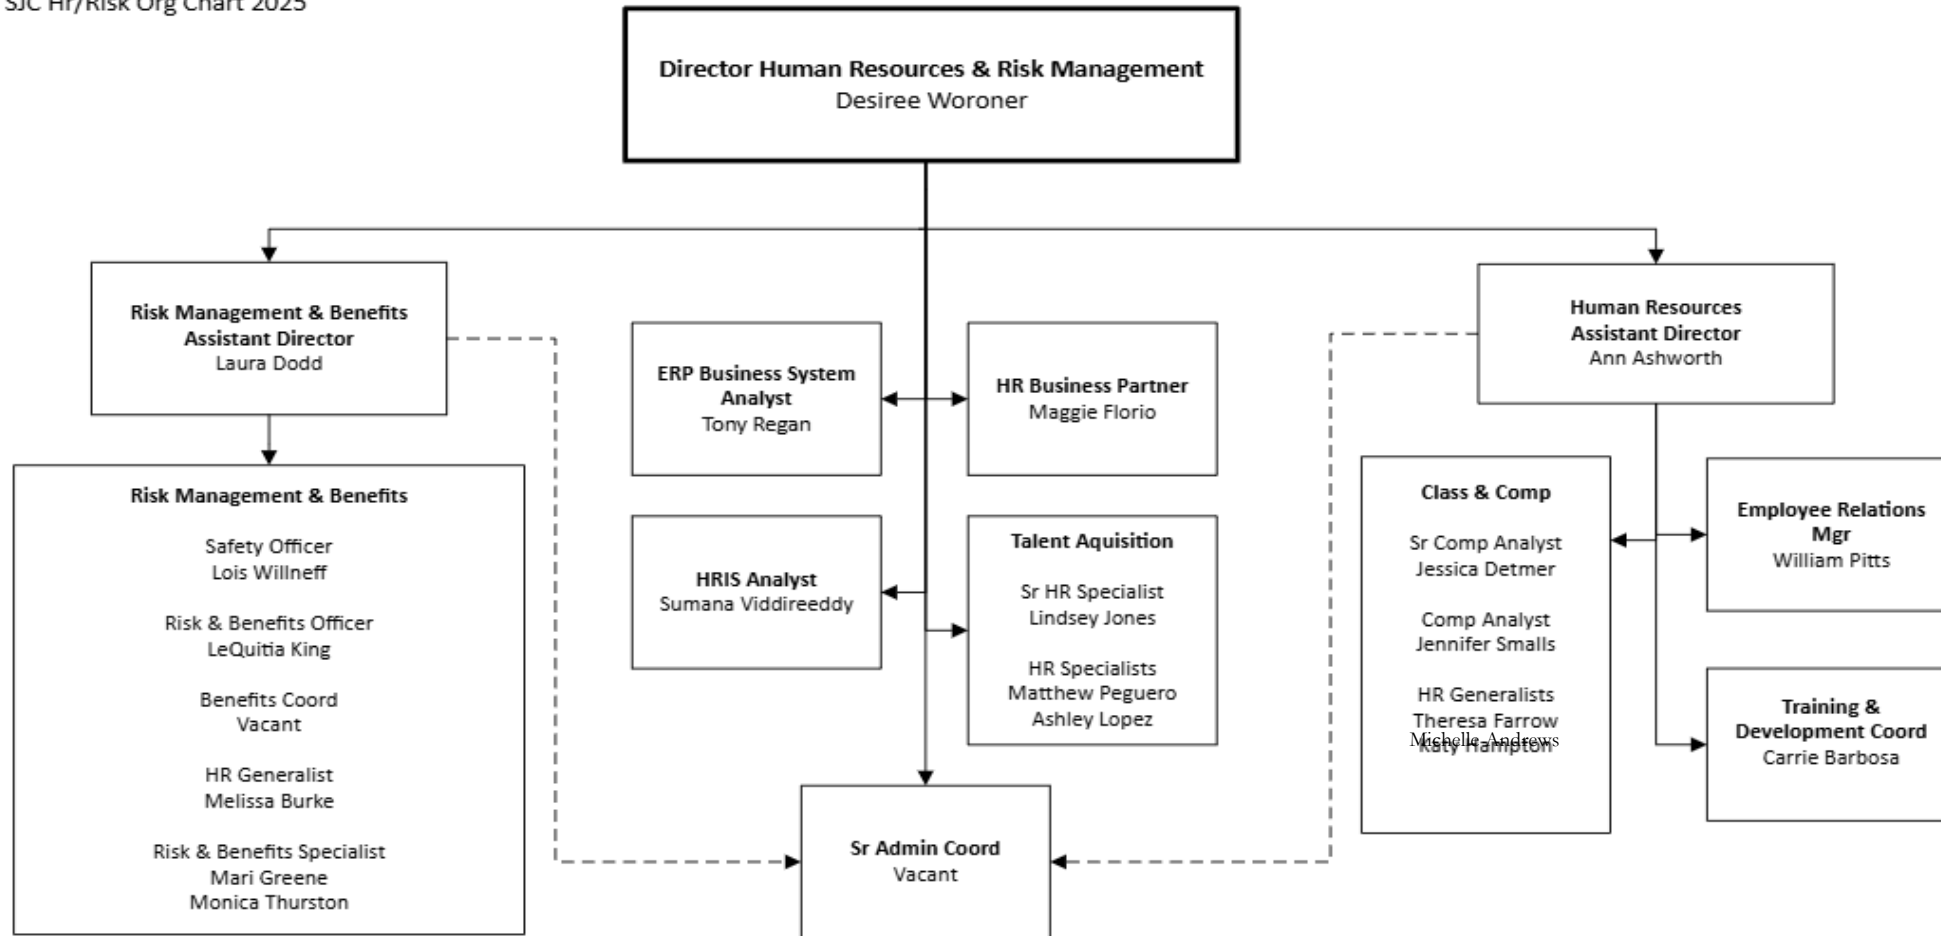 SJC Hr/Risk Org Chart 2025
Director Human Resources & Risk Management
Desiree Woroner
Risk Management & Benefits
Assistant Director
Laura Dodd
Human Resources
Assistant Director
Ann Ashworth
ERP Business System
Analyst
Tony Regan
HR Business Partner
Maggie Florio
Risk Management & Benefits
Safety Officer
Lois Willneff
Risk & Benefits Officer
LeQuitia King
Benefits Coord
Vacant
HR Generalist
Melissa Burke
Risk & Benefits Specialist
Mari Greene
Monica Thurston
HRIS Analyst
Sumana Viddireeddy
Talent Aquisition
Sr HR Specialist
Lindsey Jones
HR Specialists
Matthew Peguero
Ashley Lopez
Class & Comp
Sr Comp Analyst
Jessica Detmer
Comp Analyst
Jennifer Smalls
HR Generalists
Theresa Farrow
Michelle Andrews
Katy Hampton
Employee Relations
Mgr
William Pitts
Training &
Development Coord
Carrie Barbosa
Sr Admin Coord
Vacant